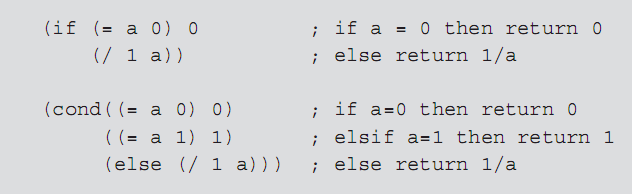 (if (= a 0) 0 ; if a = 0 then return 0
(/ 1 a)) ; else return 1/a
(cond((= a 0) 0) ; if a=0 then return 0
((= a 1) 1) ; elsif a=1 then return 1
(else (/ 1 a))) ; else return 1/a